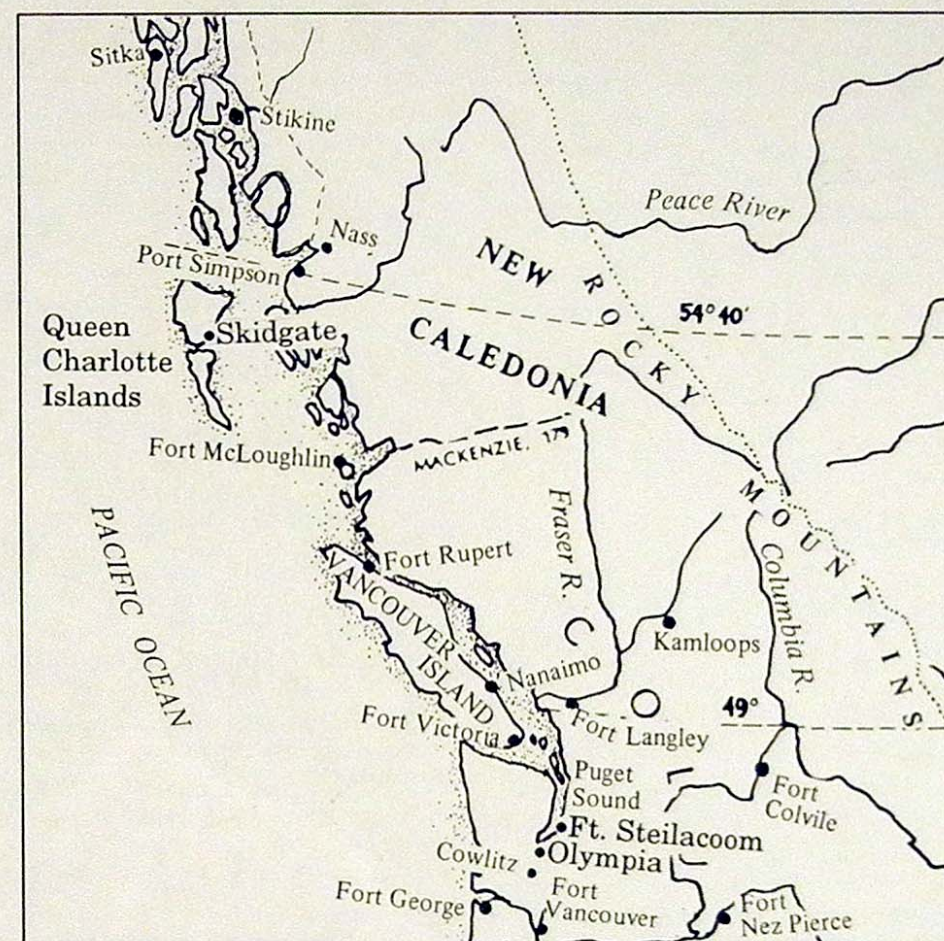 Sitka
Stikine
Peace River
Nass
Port Simpson
NEW
CALEDONIA
ROCKY
MOUNTAINS
54°40'
Queen
Charlotte
Islands
Skidgate
MACKENZIE, 179
Fort McLoughlin
PACIFIC OCEAN
Fraser R.
Columbia R.
Fort Rupert
VANCOUVER
ISLAND
C
O
L
Kamloops
Nanaimo
49°
Fort Victoria
Fort Langley
Puget
Sound
Fort
Colvile
Ft. Steilacoom
Olympia
Cowlitz
Fort
Vancouver
Fort George
Fort
Nez Pierce